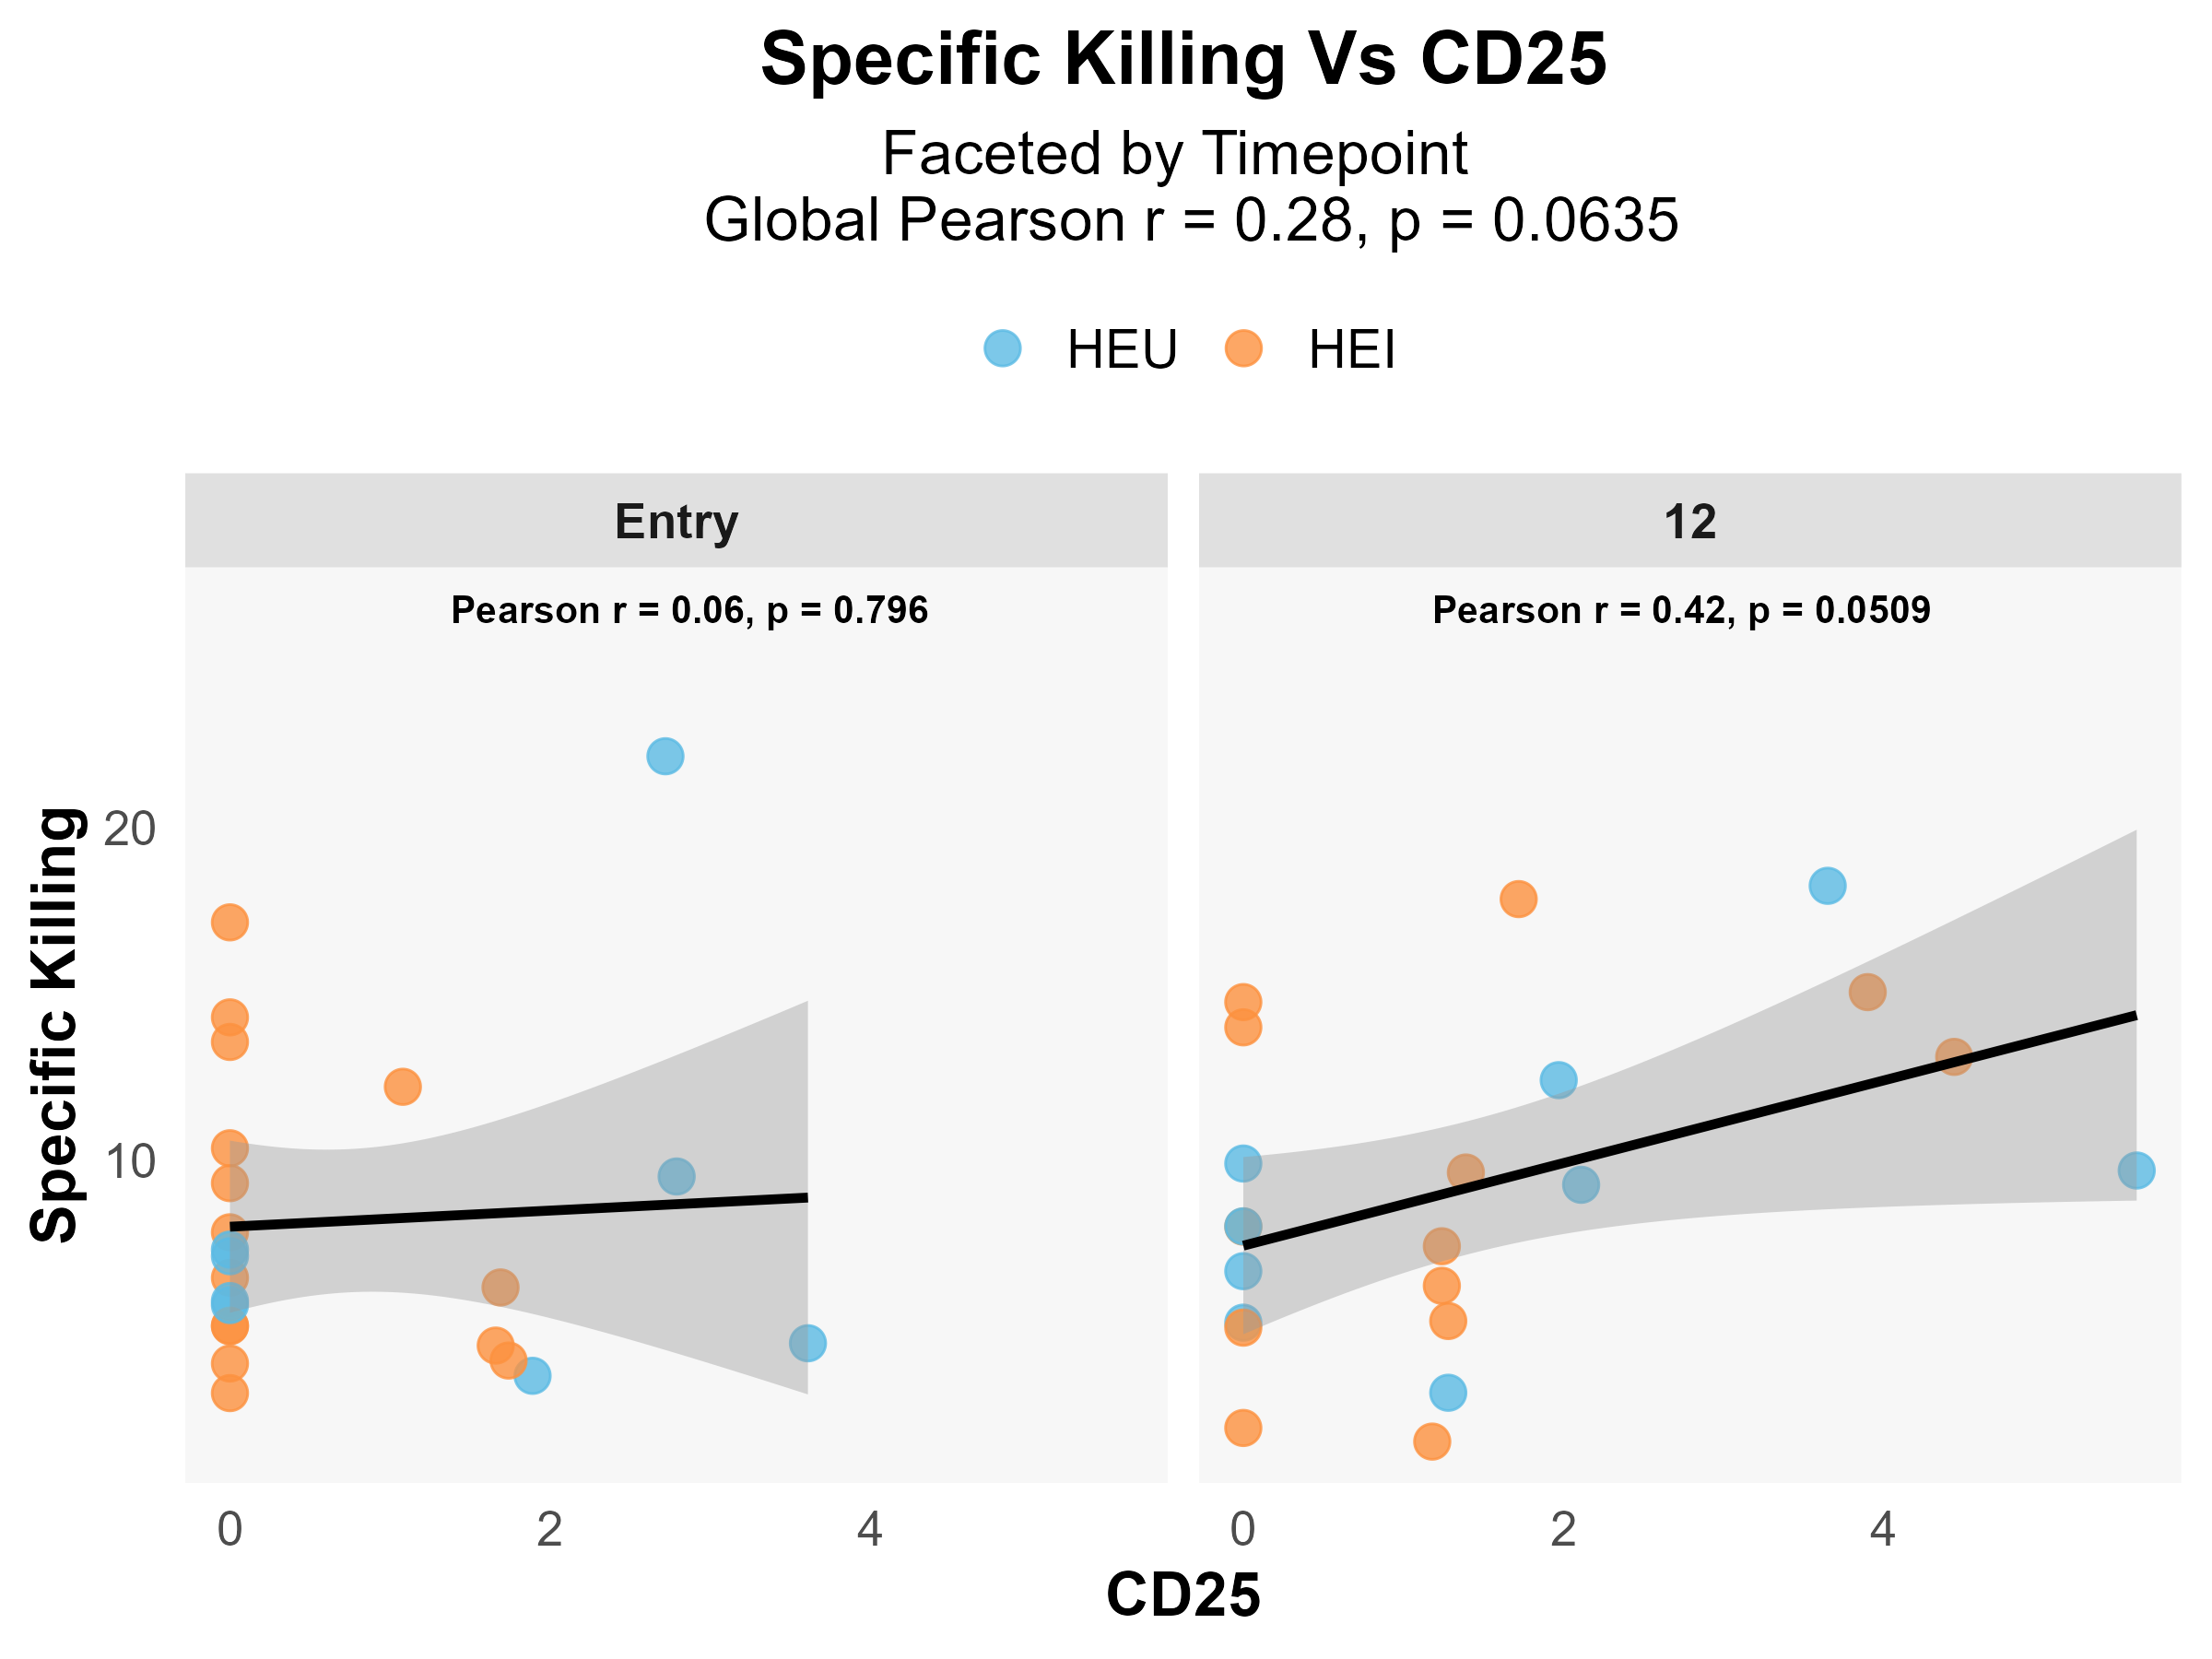 Specific Killing Vs CD25
Faceted by Timepoint
Global Pearson r = 0.28, p = 0.0635
HEU
HEI
Entry
12
Pearson r = 0.06, p = 0.796
Pearson r = 0.42, p = 0.0509
Specific Killing
20
10
0
2
4
0
2
4
CD25